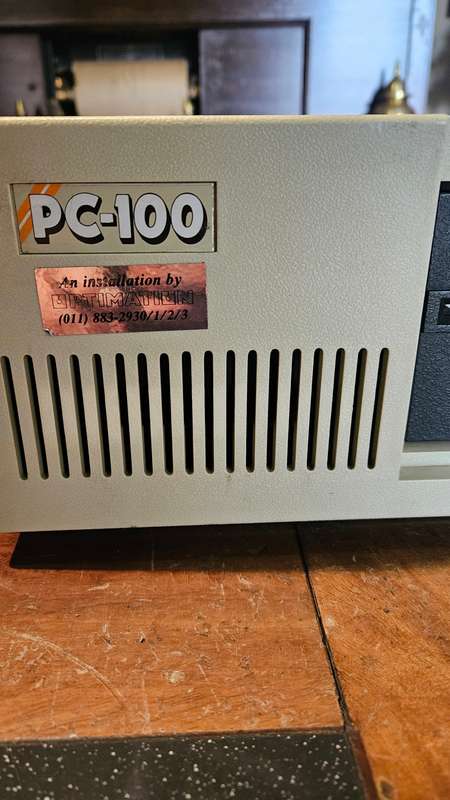 PC-100
An installation by
OPTIMATION
(011) 883-2930/1/2/3